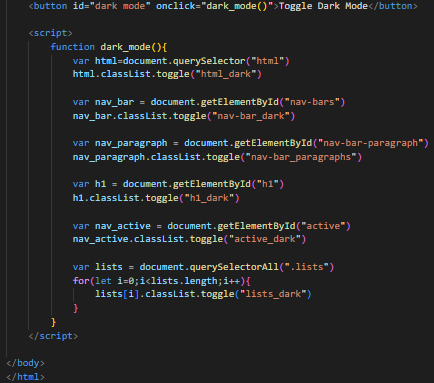 <button id="dark mode" onclick="dark_mode()">Toggle Dark Mode</button>
<script>
function dark_mode(){
var html=document.querySelector("html")
html.classList.toggle("html_dark")
var nav_bar = document.getElementById("nav-bars")
nav_bar.classList.toggle("nav-bar_dark")
var nav_paragraph = document.getElementById("nav-bar-paragraph")
nav_paragraph.classList.toggle("nav-bar_paragraphs")
var h1 = document.getElementById("h1")
h1.classList.toggle("h1_dark")
var nav_active = document.getElementById("active")
nav_active.classList.toggle("active_dark")
var lists = document.querySelectorAll(".lists")
for(let i=0;i<lists.length;i++){
lists[i].classList.toggle("lists_dark")
}
}
</script>
</body>
</html>